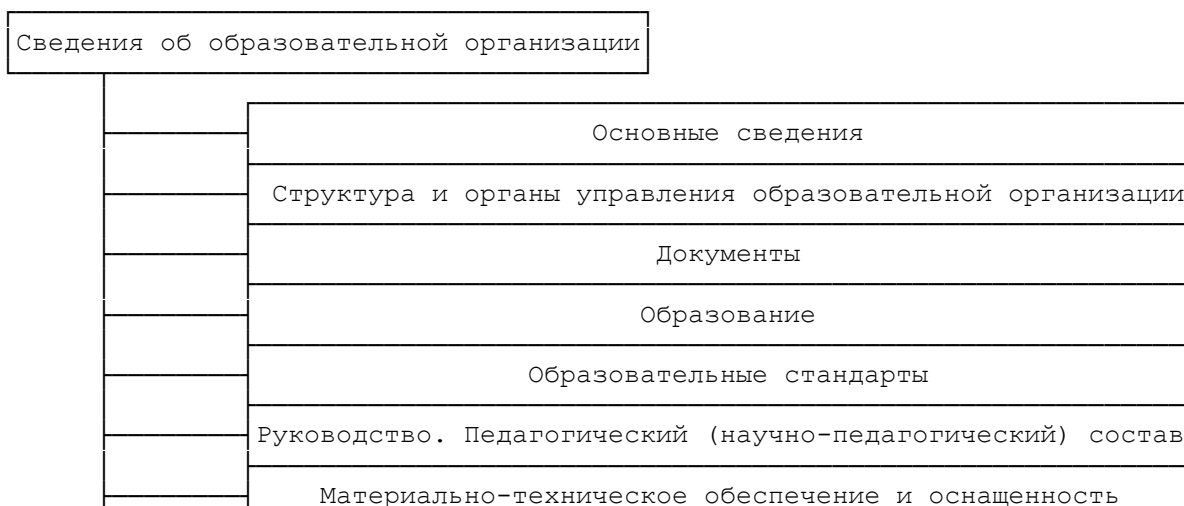 Сведения об образовательной организации
Основные сведения
Структура и органы управления образовательной организации
Документы
Образование
Образовательные стандарты
Руководство. Педагогический (научно-педагогический) состав
Материально-техническое обеспечение и оснащенность